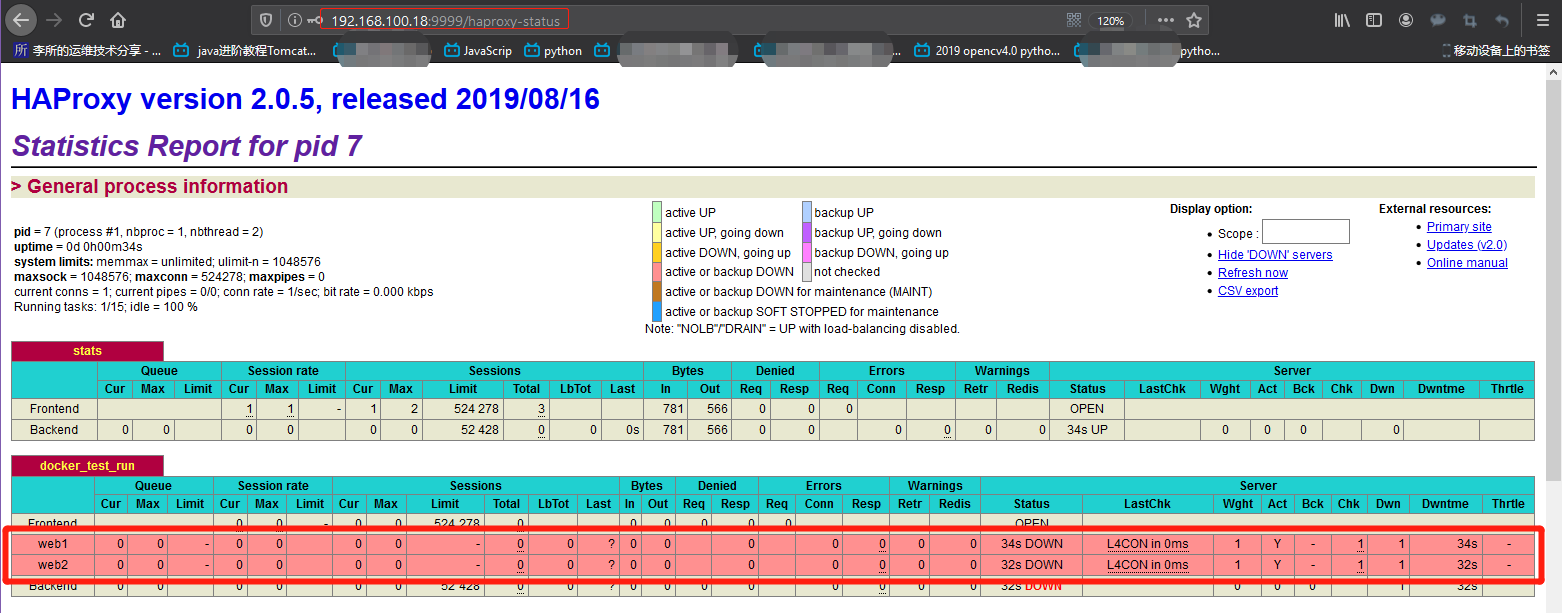 192.168.100.18:9999/haproxy-status 120%
所 李所的运维技术分享 - ... java进阶教程Tomcat... JavaScrip python ... 2019 opencv4.0 pytho... pytho... 移动设备上的书签
HAProxy version 2.0.5, released 2019/08/16
Statistics Report for pid 7
> General process information
pid = 7 (process #1, nbproc = 1, nbthread = 2)
uptime = 0d 0h00m34s
system limits: memmax = unlimited; ulimit-n = 1048576
maxsock = 1048576; maxconn = 524278; maxpipes = 0
current conns = 1; current pipes = 0/0; conn rate = 1/sec; bit rate = 0.000 kbps
Running tasks: 1/15; idle = 100 %
active UP backup UP
active UP, going down backup UP, going down
active DOWN, going up backup DOWN, going up
active or backup DOWN not checked
active or backup DOWN for maintenance (MAINT)
active or backup SOFT STOPPED for maintenance
Note: "NOLB"/"DRAIN" = UP with load-balancing disabled.
Display option:
Scope :
Hide 'DOWN' servers
Refresh now
CSV export
External resources:
Primary site
Updates (v2.0)
Online manual
stats
Queue Session rate Sessions Bytes Denied Errors Warnings Server
Cur Max Limit Cur Max Limit Cur Max Limit Total LbTot Last In Out Req Resp Req Conn Resp Retr Redis Status LastChk Wght Act Bck Chk Dwn Dwntme Thrtle
Frontend 1 1 - 1 2 524 278 3 781 566 0 0 0 OPEN
Backend 0 0 0 0 0 0 52 428 0 0 0s 781 566 0 0 0 0 0 0 34s UP 0 0 0 0
docker_test_run
Queue Session rate Sessions Bytes Denied Errors Warnings Server
Cur Max Limit Cur Max Limit Cur Max Limit Total LbTot Last In Out Req Resp Req Conn Resp Retr Redis Status LastChk Wght Act Bck Chk Dwn Dwntme Thrtle
Frontend 0 0 - 0 0 524 278 0 0 0 0 0 0 OPEN
web1 0 0 - 0 0 0 0 - 0 0 ? 0 0 0 0 0 0 0 34s DOWN L4CON in 0ms 1 Y - 1 1 34s -
web2 0 0 - 0 0 0 0 - 0 0 ? 0 0 0 0 0 0 0 32s DOWN L4CON in 0ms 1 Y - 1 1 32s -
Backend 0 0 0 0 0 0 52 428 0 0 ? 0 0 0 0 0 0 0 0 32s DOWN 0 0 0 1 32s